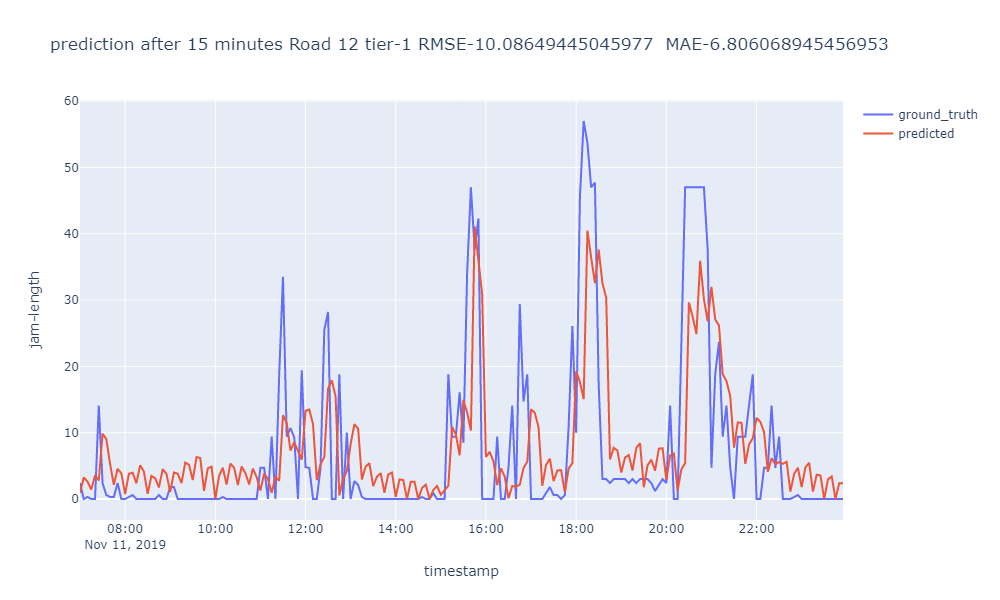 prediction after 15 minutes Road 12 tier-1 RMSE-10.08649445045977  MAE-6.806068945456953
ground_truth
predicted
60
50
40
30
20
10
0
jam-length
08:00 10:00 12:00 14:00 16:00 18:00 20:00 22:00
Nov 11, 2019
timestamp